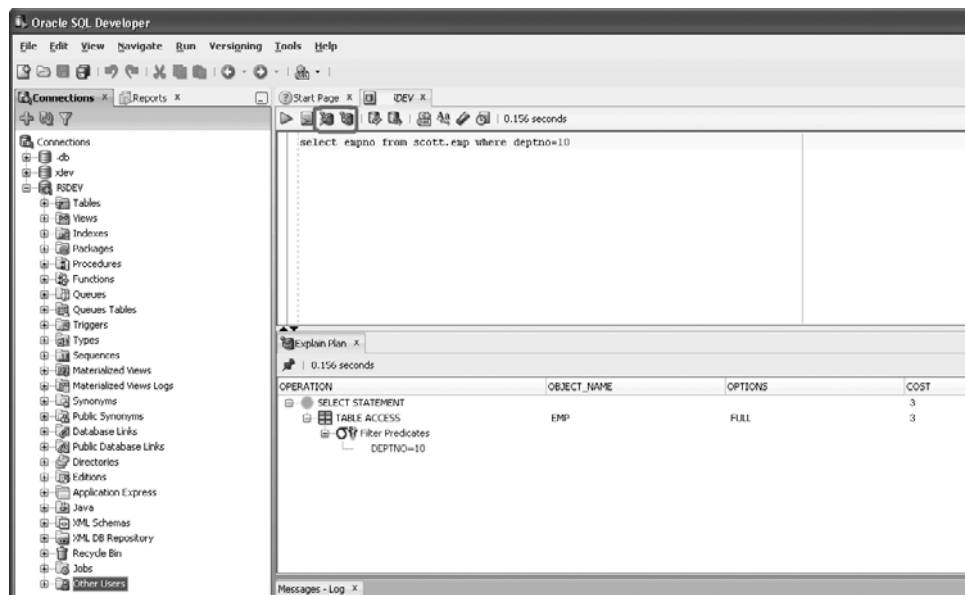 Oracle SQL Developer
File Edit View Navigate Run Versioning Tools Help
Connections x Reports x
Start Page x iDEV x
0.156 seconds
Connections
.db
xdev
RSDEV
Tables
Views
Indexes
Packages
Procedures
Functions
Queues
Queues Tables
Triggers
Types
Sequences
Materialized Views
Materialized Views Logs
Synonyms
Public Synonyms
Database Links
Public Database Links
Directories
Editions
Application Express
Java
XML Schemas
XML DB Repository
Recycle Bin
Jobs
Other Users
select empno from scott.emp where deptno=10
Explain Plan x
0.156 seconds
OPERATION OBJECT_NAME OPTIONS COST
SELECT STATEMENT 3
TABLE ACCESS EMP FULL 3
Filter Predicates
DEPTNO=10
Messages - Log x